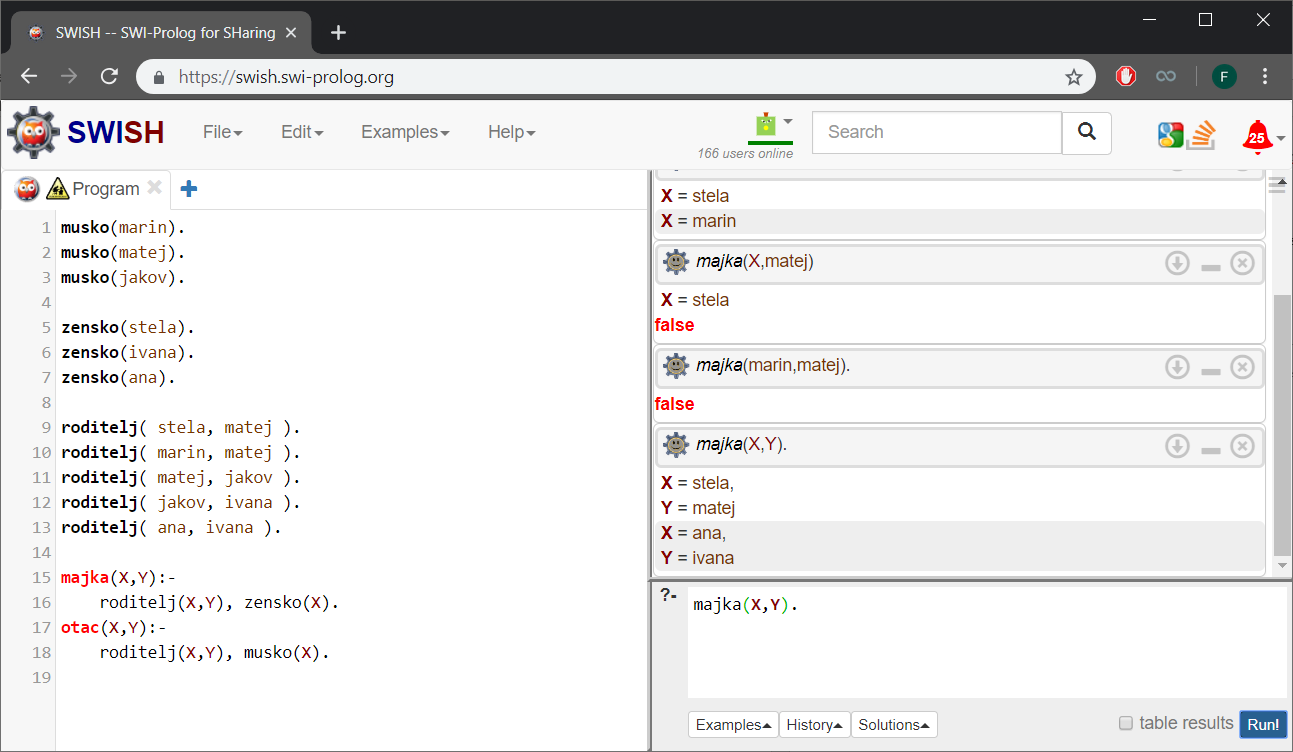 SWISH -- SWI-Prolog for SHaring
https://swish.swi-prolog.org
F
SWISH File Edit Examples Help
166 users online
Search
25
Program
1 musko(marin).
2 musko(matej).
3 musko(jakov).
4
5 zensko(stela).
6 zensko(ivana).
7 zensko(ana).
8
9 roditelj( stela, matej ).
10 roditelj( marin, matej ).
11 roditelj( matej, jakov ).
12 roditelj( jakov, ivana ).
13 roditelj( ana, ivana ).
14
15 majka(X,Y):-
16 roditelj(X,Y), zensko(X).
17 otac(X,Y):-
18 roditelj(X,Y), musko(X).
19
X = stela
X = marin
majka(X,matej)
X = stela
false
majka(marin,matej).
false
majka(X,Y).
X = stela,
Y = matej
X = ana,
Y = ivana
?- majka(X,Y).
Examples History Solutions table results Run!